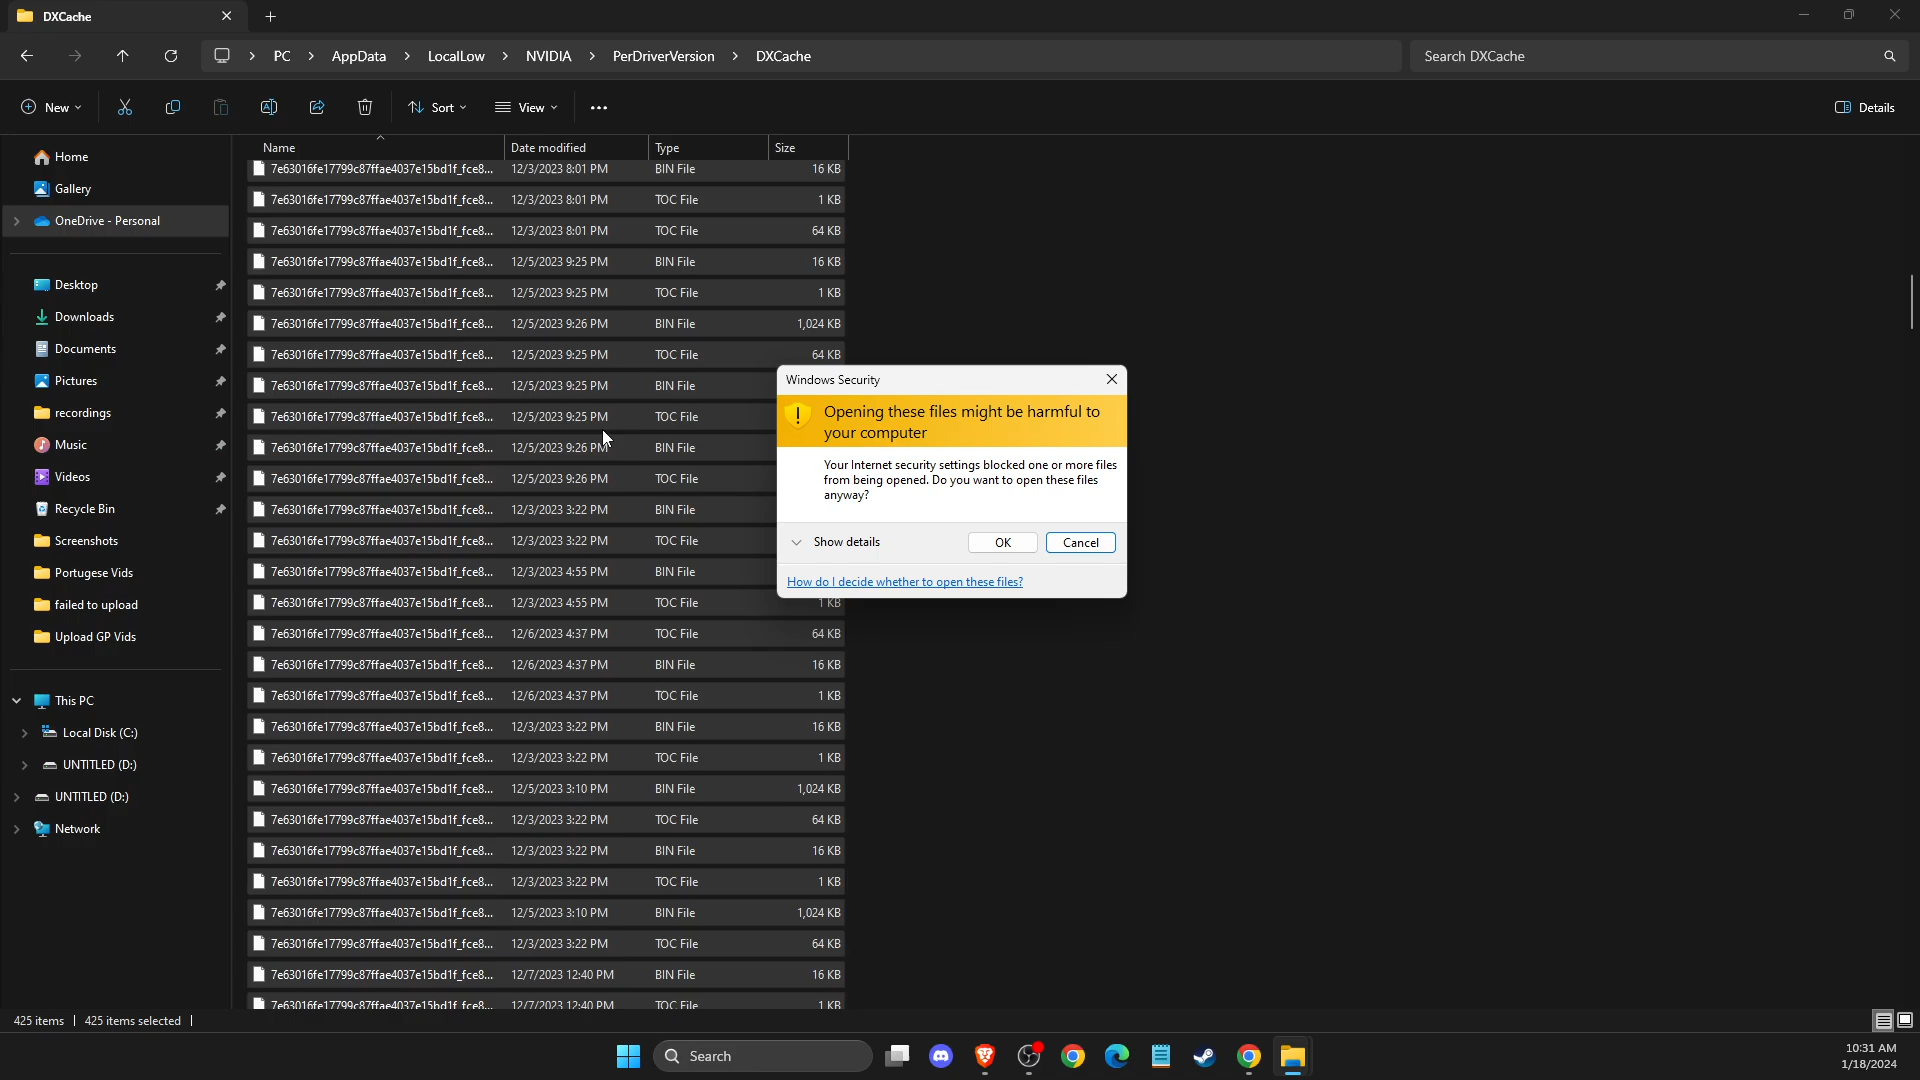 DXCache
PC > AppData > LocalLow > NVIDIA > PerDriverVersion > DXCache
Search DXCache
New
Sort
View
Details
Name Date modified Type Size
Home
Gallery
OneDrive - Personal
Desktop
Downloads
Documents
Pictures
recordings
Music
Videos
Recycle Bin
Screenshots
Portugese Vids
failed to upload
Upload GP Vids
This PC
Local Disk (C:)
UNTITLED (D:)
UNTITLED (D:)
Network
7e63016fe17799c87ffae4037e15bd1f_fce8... 12/3/2023 8:01 PM BIN File 16 KB
7e63016fe17799c87ffae4037e15bd1f_fce8... 12/3/2023 8:01 PM TOC File 1 KB
7e63016fe17799c87ffae4037e15bd1f_fce8... 12/3/2023 8:01 PM TOC File 64 KB
7e63016fe17799c87ffae4037e15bd1f_fce8... 12/5/2023 9:25 PM BIN File 16 KB
7e63016fe17799c87ffae4037e15bd1f_fce8... 12/5/2023 9:25 PM TOC File 1 KB
7e63016fe17799c87ffae4037e15bd1f_fce8... 12/5/2023 9:26 PM BIN File 1,024 KB
7e63016fe17799c87ffae4037e15bd1f_fce8... 12/5/2023 9:25 PM TOC File 64 KB
7e63016fe17799c87ffae4037e15bd1f_fce8... 12/5/2023 9:25 PM BIN File
7e63016fe17799c87ffae4037e15bd1f_fce8... 12/5/2023 9:25 PM TOC File
7e63016fe17799c87ffae4037e15bd1f_fce8... 12/5/2023 9:26 PM BIN File
7e63016fe17799c87ffae4037e15bd1f_fce8... 12/5/2023 9:26 PM TOC File
7e63016fe17799c87ffae4037e15bd1f_fce8... 12/3/2023 3:22 PM BIN File
7e63016fe17799c87ffae4037e15bd1f_fce8... 12/3/2023 3:22 PM TOC File
7e63016fe17799c87ffae4037e15bd1f_fce8... 12/3/2023 4:55 PM BIN File
7e63016fe17799c87ffae4037e15bd1f_fce8... 12/3/2023 4:55 PM TOC File 1 KB
7e63016fe17799c87ffae4037e15bd1f_fce8... 12/6/2023 4:37 PM TOC File 64 KB
7e63016fe17799c87ffae4037e15bd1f_fce8... 12/6/2023 4:37 PM BIN File 16 KB
7e63016fe17799c87ffae4037e15bd1f_fce8... 12/6/2023 4:37 PM TOC File 1 KB
7e63016fe17799c87ffae4037e15bd1f_fce8... 12/3/2023 3:22 PM BIN File 16 KB
7e63016fe17799c87ffae4037e15bd1f_fce8... 12/3/2023 3:22 PM TOC File 1 KB
7e63016fe17799c87ffae4037e15bd1f_fce8... 12/5/2023 3:10 PM BIN File 1,024 KB
7e63016fe17799c87ffae4037e15bd1f_fce8... 12/3/2023 3:22 PM TOC File 64 KB
7e63016fe17799c87ffae4037e15bd1f_fce8... 12/3/2023 3:22 PM BIN File 16 KB
7e63016fe17799c87ffae4037e15bd1f_fce8... 12/3/2023 3:22 PM TOC File 1 KB
7e63016fe17799c87ffae4037e15bd1f_fce8... 12/5/2023 3:10 PM BIN File 1,024 KB
7e63016fe17799c87ffae4037e15bd1f_fce8... 12/3/2023 3:22 PM TOC File 64 KB
7e63016fe17799c87ffae4037e15bd1f_fce8... 12/7/2023 12:40 PM BIN File 16 KB
7e63016fe17799c87ffae4037e15bd1f_fce8... 12/7/2023 12:40 PM TOC File 1 KB
Windows Security
Opening these files might be harmful to
your computer
Your Internet security settings blocked one or more files
from being opened. Do you want to open these files
anyway?
Show details
OK
Cancel
How do I decide whether to open these files?
425 items 425 items selected
Search
10:31 AM
1/18/2024